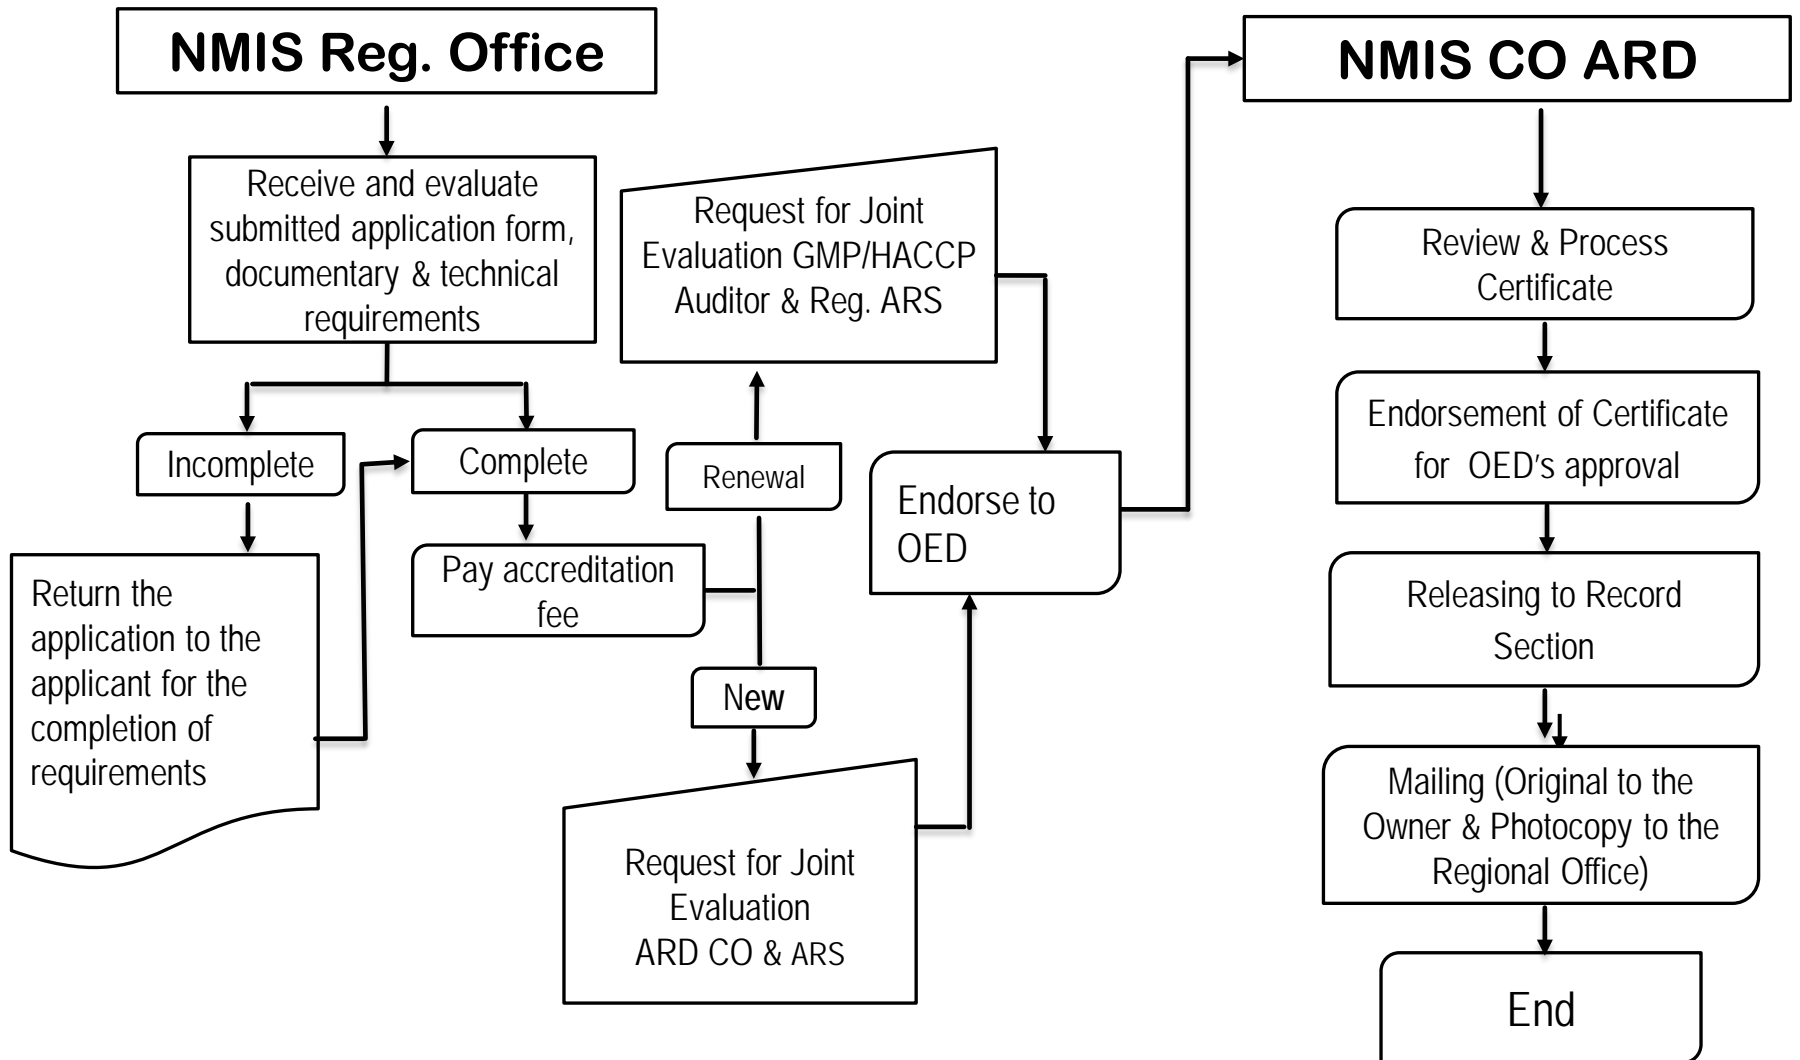 NMIS Reg. Office
Receive and evaluate
submitted application form,
documentary & technical
requirements
Incomplete
Complete
Return the
application to the
applicant for the
completion of
requirements
Pay accreditation
fee
Renewal
New
Request for Joint
Evaluation GMP/HACCP
Auditor & Reg. ARS
Request for Joint
Evaluation
ARD CO & ARS
Endorse to
OED
NMIS CO ARD
Review & Process
Certificate
Endorsement of Certificate
for OED's approval
Releasing to Record
Section
Mailing (Original to the
Owner & Photocopy to the
Regional Office)
End